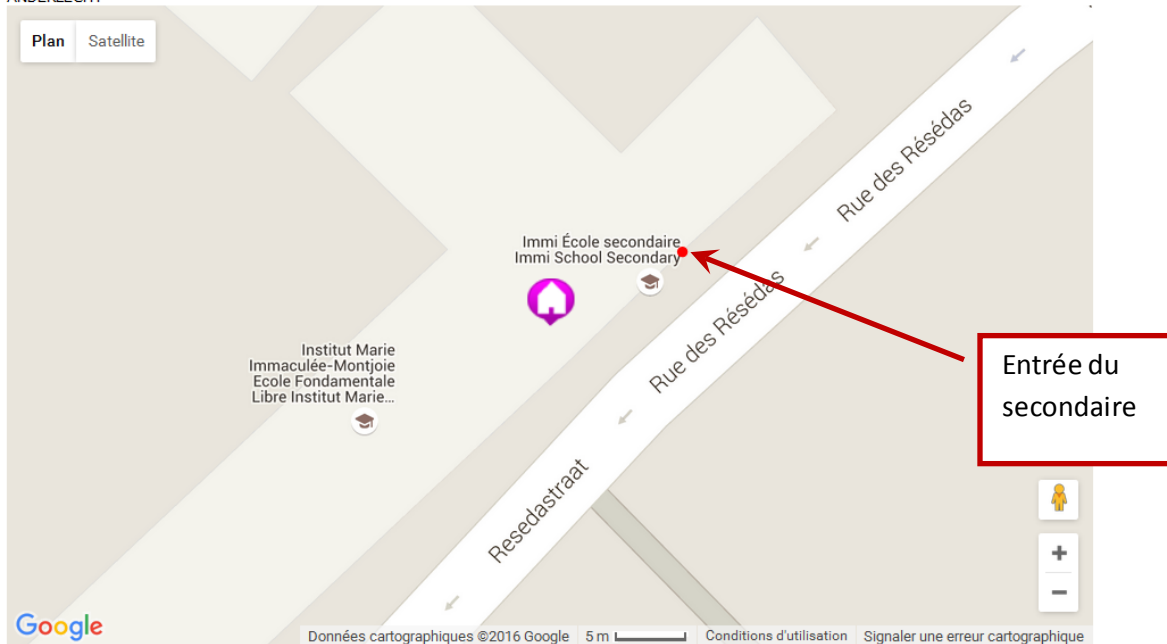 ANDERLECHT
Plan Satellite
Rue des Résédas
Immi École secondaire
Immi School Secondary
Rue des Résédas
Institut Marie
Immaculée-Montjoie
Ecole Fondamentale
Libre Institut Marie...
Entrée du
secondaire
Resedastraat
Google
Données cartographiques ©2016 Google 5 m Conditions d'utilisation Signaler une erreur cartographique